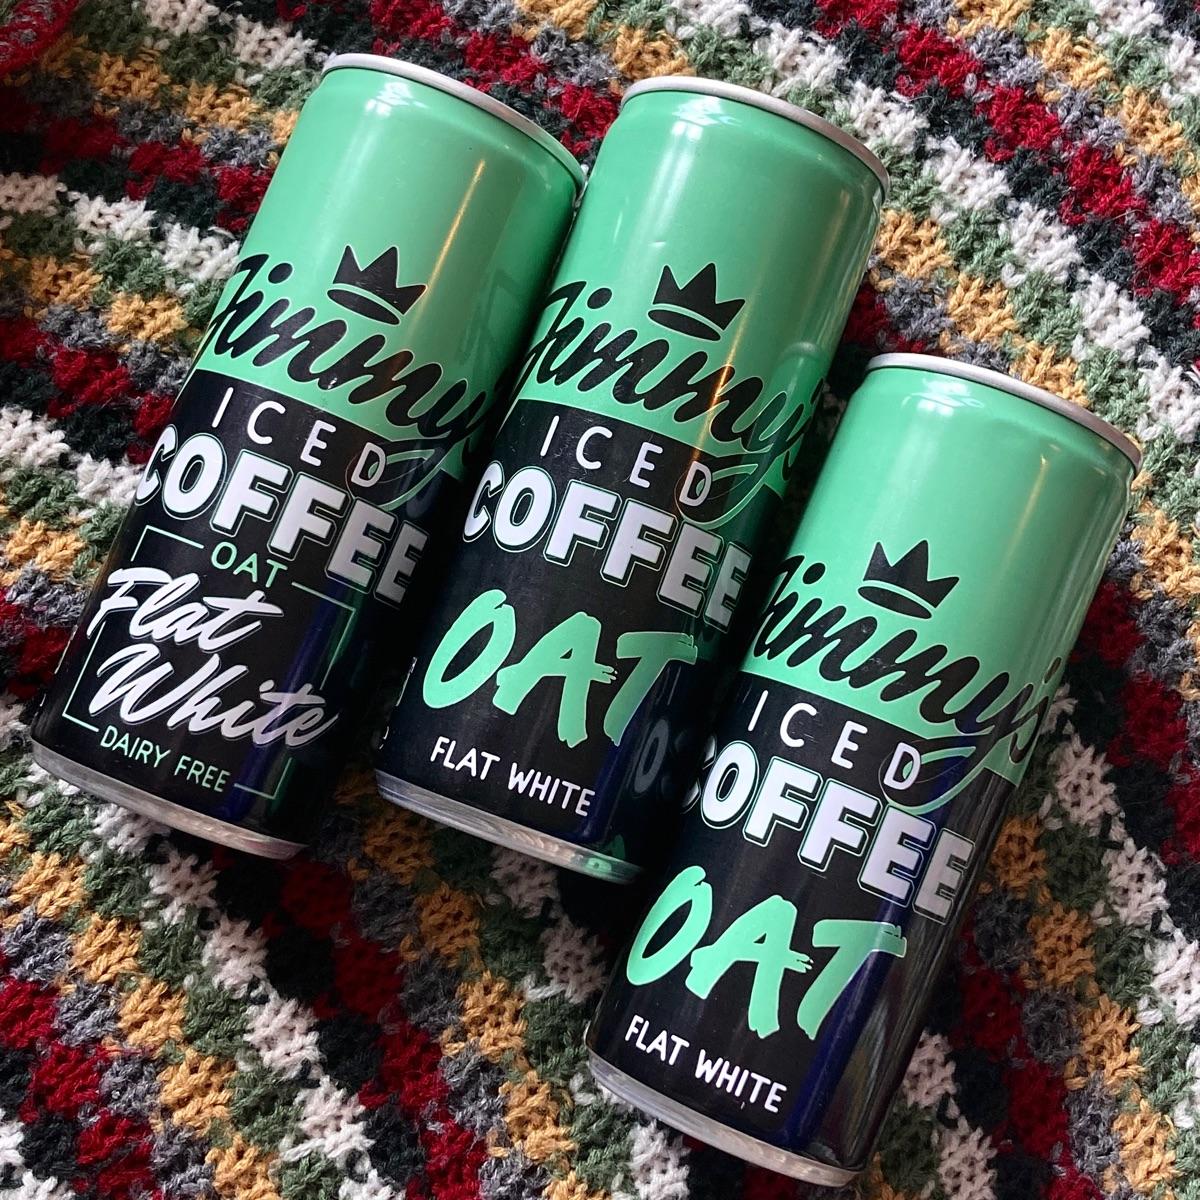 Jimmy's
ICED
COFFEE
OAT
Flat
White
DAIRY FREE
Jimmy's
ICED
COFFEE
OAT
FLAT WHITE
Jimmy's
ICED
COFFEE
OAT
FLAT WHITE